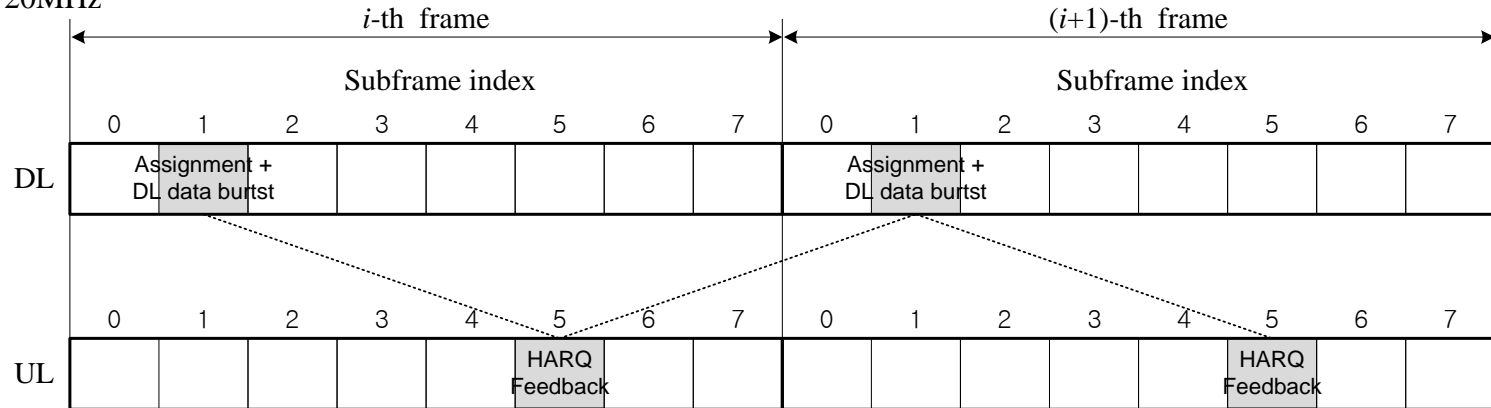 20MHz
i-th frame
(i+1)-th frame
Subframe index
Subframe index
0 1 2 3 4 5 6 7 0 1 2 3 4 5 6 7
DL
Assignment +
DL data burtst
Assignment +
DL data burtst
0 1 2 3 4 5 6 7 0 1 2 3 4 5 6 7
UL
HARQ
Feedback
HARQ
Feedback